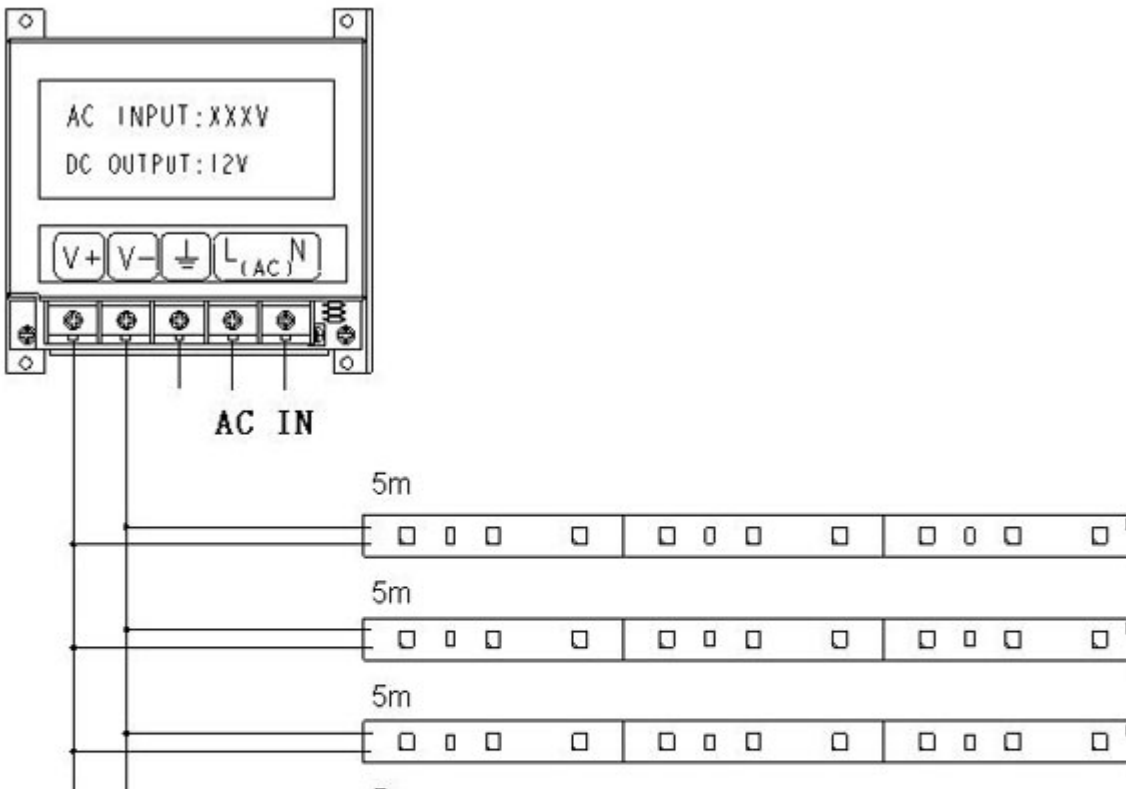 AC INPUT:XXXV
DC OUTPUT:12V
V+ V- L(AC)N
AC IN
5m
5m
5m